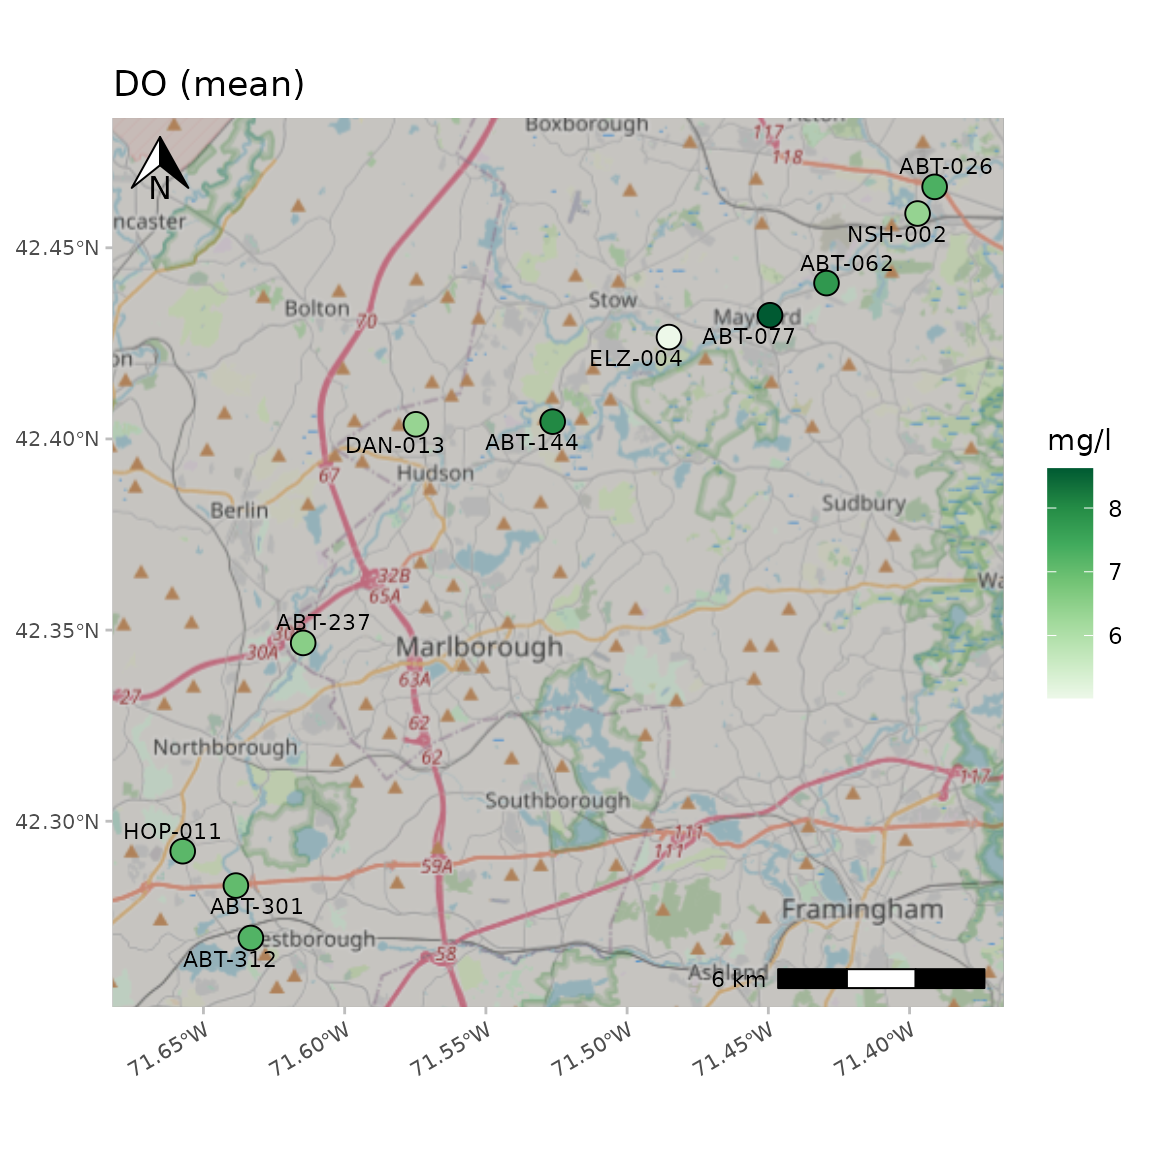 DO (mean)
Boxborough
117
118
ABT-026
N
ncaster
NSH-002
42.45°N
ABT-062
Bolton
70
Stow
ABT-077
ELZ-004
42.40°N
DAN-013
ABT-144
67
Hudson
Berlin
Sudbury
mg/l
8
7
6
32B
65A
Wa
ABT-237
42.35°N
30A
Marlborough
63A
27
62
Northborough
62
117
Southborough
42.30°N
HOP-011
111
111
59A
ABT-301
Framingham
estborough
ABT-312
58
Ashland
6 km
71.65°W
71.60°W
71.55°W
71.50°W
71.45°W
71.40°W